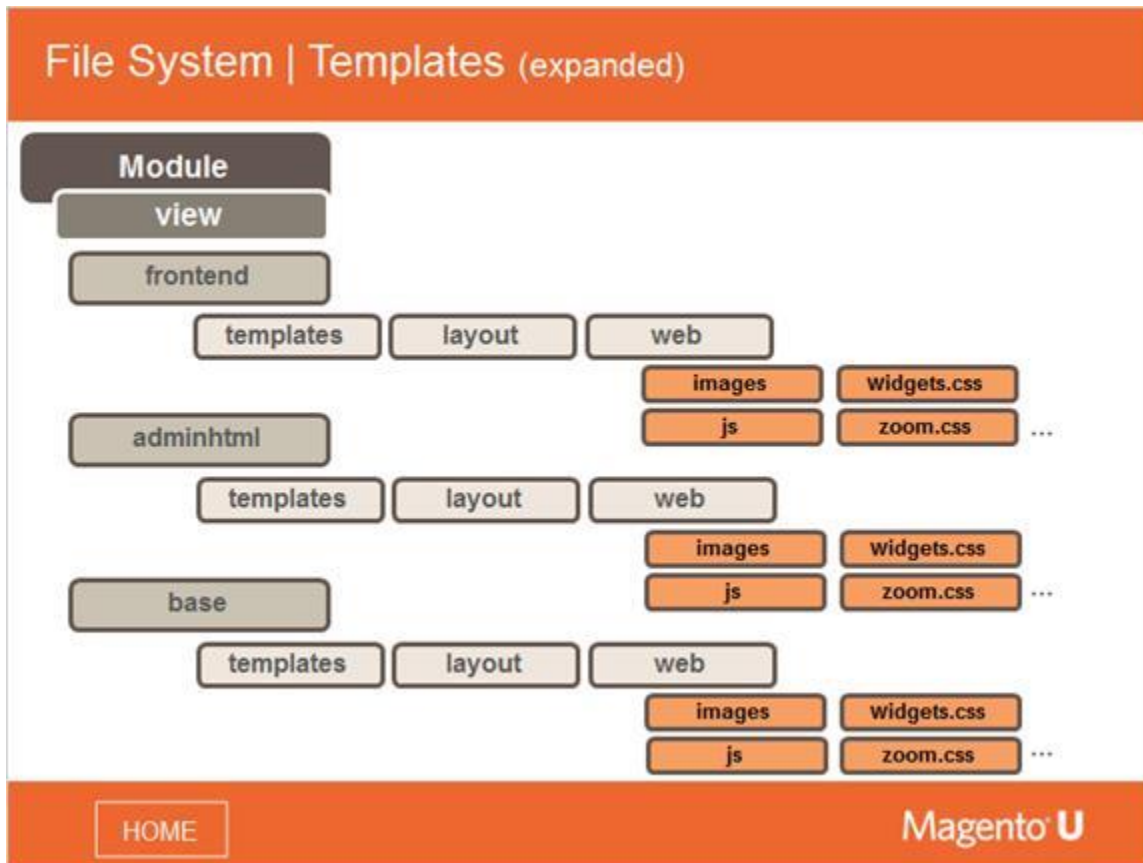 File System | Templates (expanded)
Module
view
frontend
templates layout web
images widgets.css
js zoom.css ...
adminhtml
templates layout web
images widgets.css
js zoom.css ...
base
templates layout web
images widgets.css
js zoom.css ...
HOME
Magento U